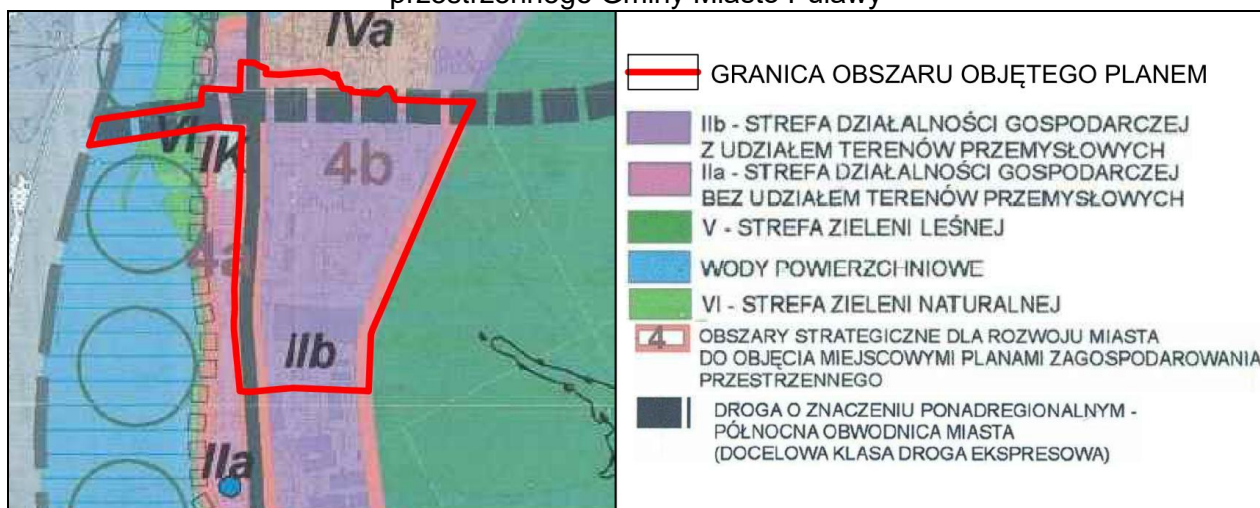 przestrzennego Gminy Miasto Puławy
IVa
VI
IK
4b
4a
IIb
IIa
GRANICA OBSZARU OBJĘTEGO PLANEM
IIb - STREFA DZIAŁALNOŚCI GOSPODARCZEJ
Z UDZIAŁEM TERENÓW PRZEMYSŁOWYCH
IIa - STREFA DZIAŁALNOŚCI GOSPODARCZEJ
BEZ UDZIAŁEM TERENÓW PRZEMYSŁOWYCH
V - STREFA ZIELENI LEŚNEJ
WODY POWIERZCHNIOWE
VI - STREFA ZIELENI NATURALNEJ
4 OBSZARY STRATEGICZNE DLA ROZWOJU MIASTA
DO OBJĘCIA MIEJSCOWYMI PLANAMI ZAGOSPODAROWANIA
PRZESTRZENNEGO
DROGA O ZNACZENIU PONADREGIONALNYM -
PÓŁNOCNA OBWODNICA MIASTA
(DOCELOWA KLASA DROGA EKSPRESOWA)